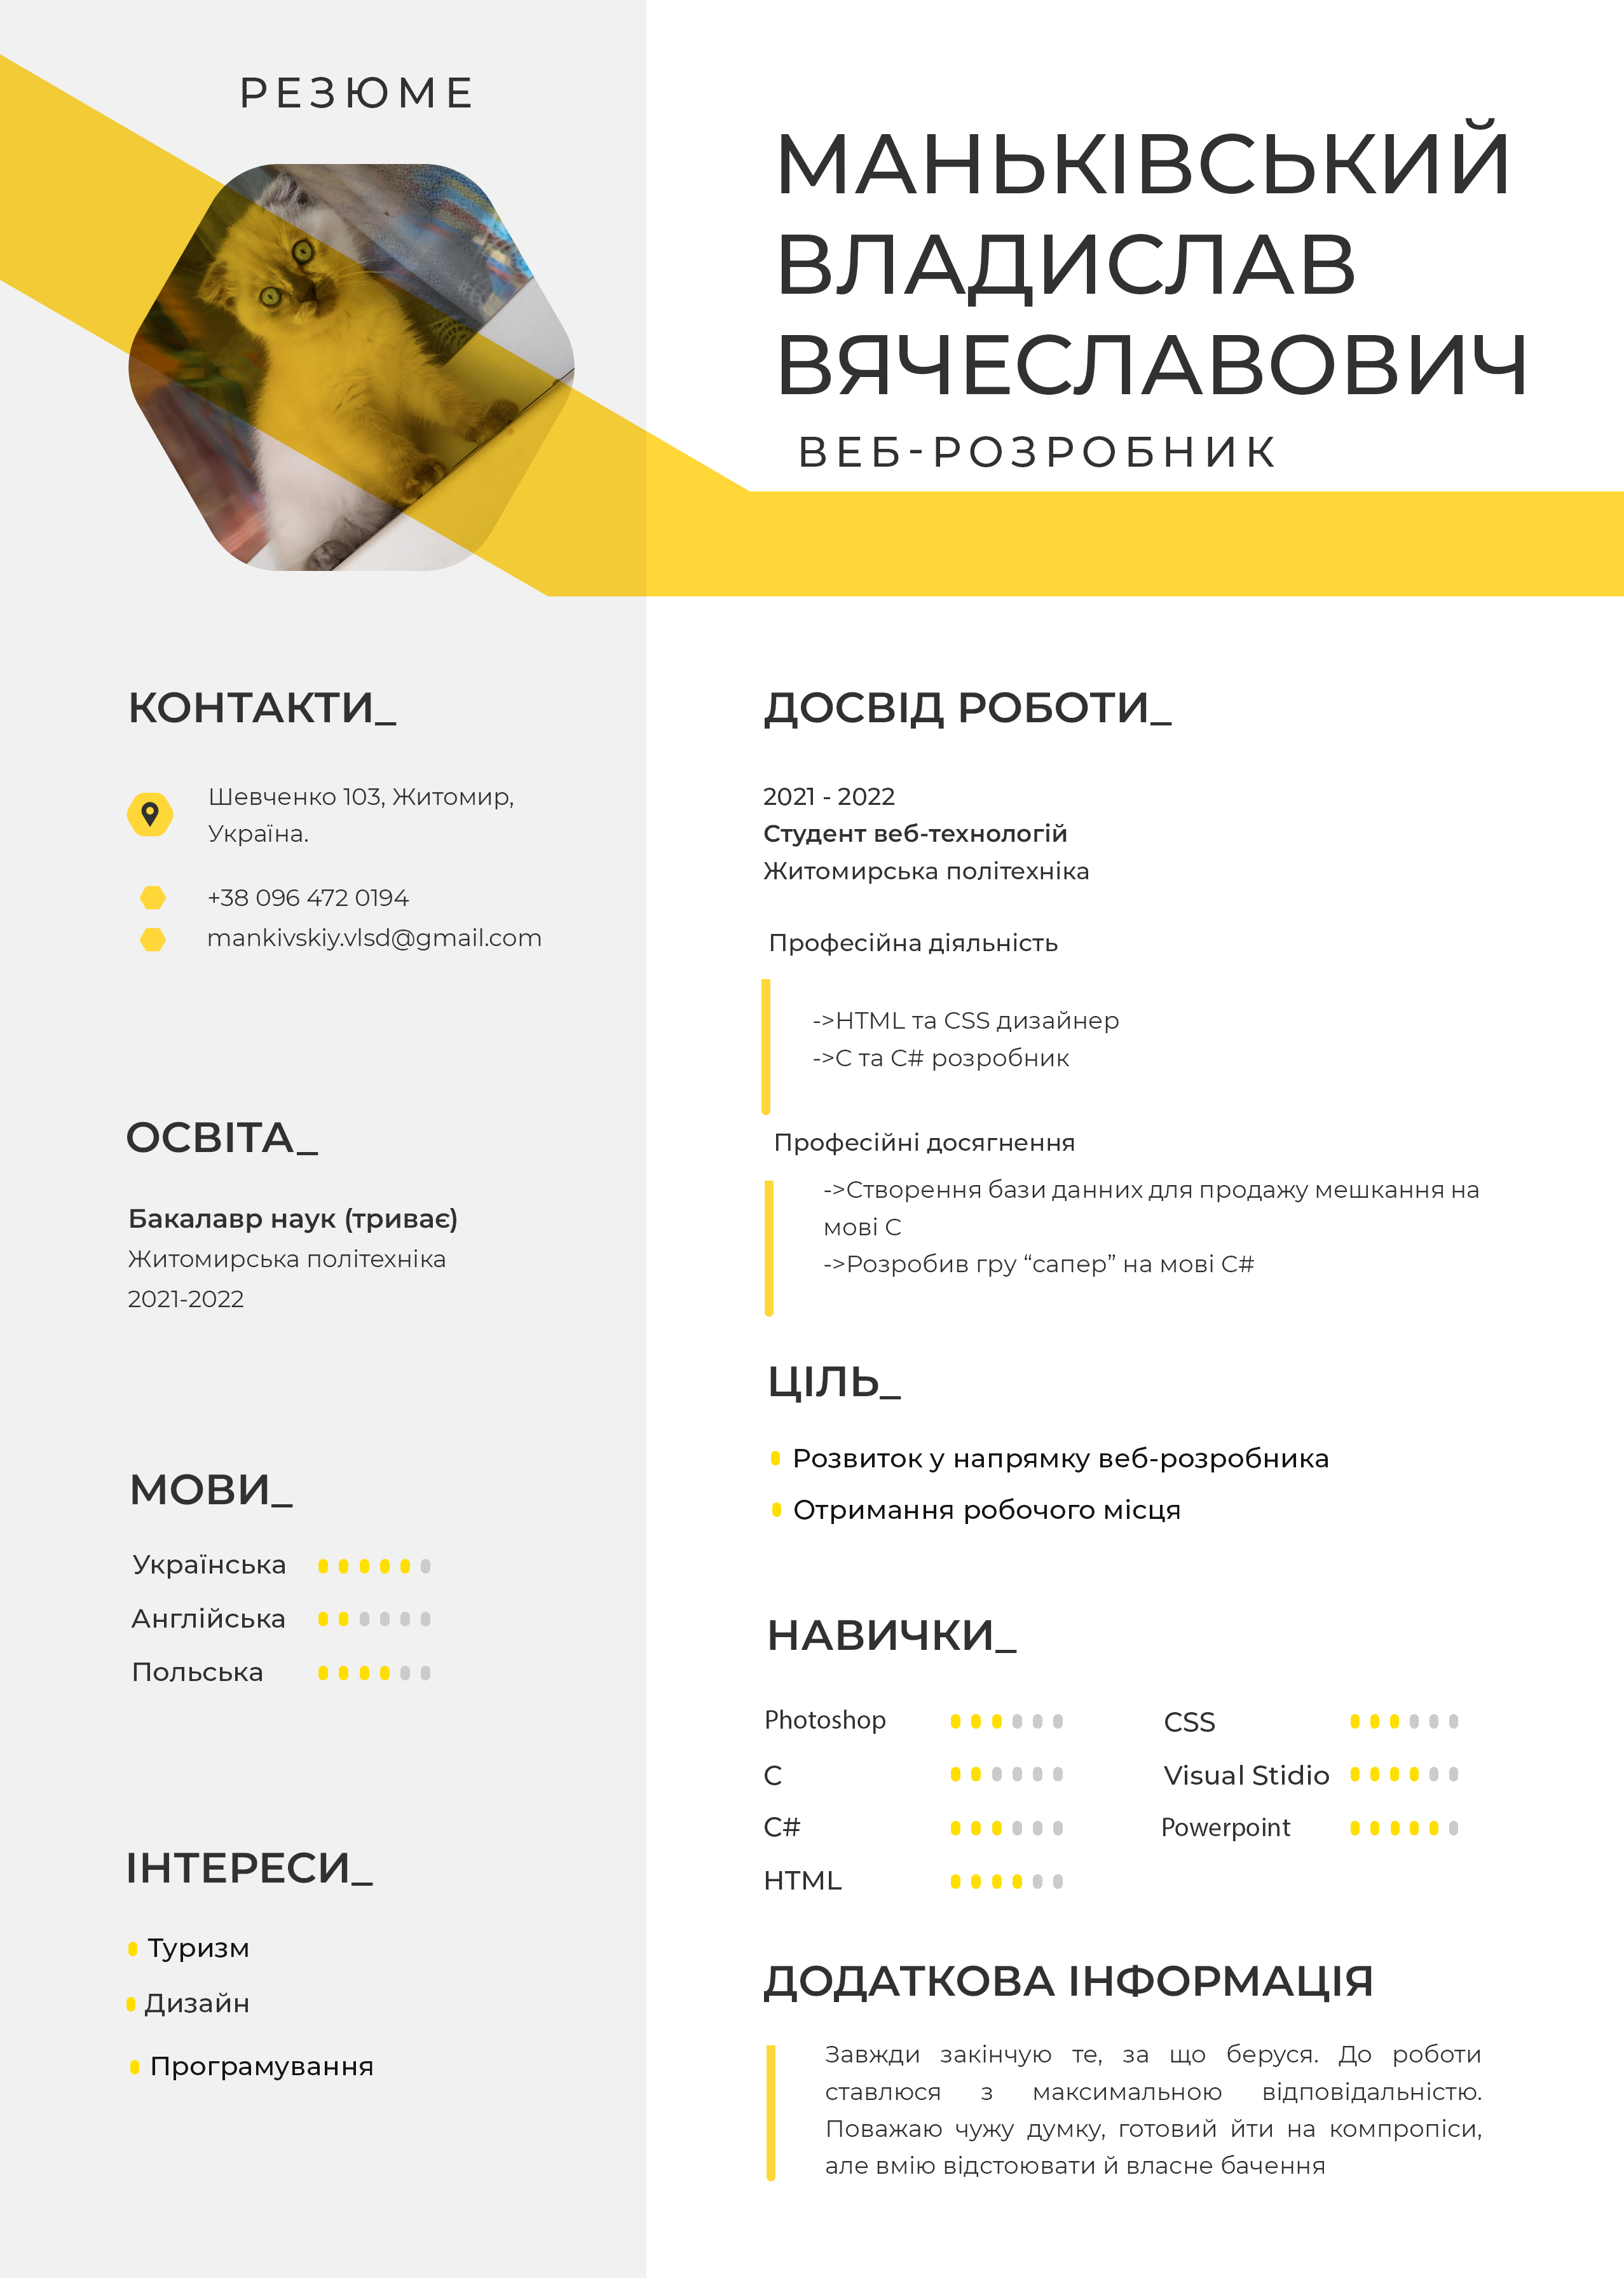 РЕЗЮМЕ
МАНЬКІВСЬКИЙ
ВЛАДИСЛАВ
ВЯЧЕСЛАВОВИЧ
ВЕБ-РОЗРОБНИК
КОНТАКТИ_
Шевченко 103, Житомир,
Україна.
+38 096 472 0194
mankivskiy.vlsd@gmail.com
ОСВІТА_
Бакалавр наук (триває)
Житомирська політехніка
2021-2022
МОВИ_
Українська
Англійська
Польська
ІНТЕРЕСИ_
Туризм
Дизайн
Програмування
ДОСВІД РОБОТИ_
2021 - 2022
Студент веб-технологій
Житомирська політехніка
Професійна діяльність
->HTML та CSS дизайнер
->C та C# розробник
Професійні досягнення
->Створення бази данних для продажу мешкання на
мові C
->Розробив гру “сапер” на мові C#
ЦІЛЬ_
Розвиток у напрямку веб-розробника
Отримання робочого місця
НАВИЧКИ_
Photoshop
C
C#
HTML
CSS
Visual Stidio
Powerpoint
ДОДАТКОВА ІНФОРМАЦІЯ
Завжди закінчую те, за що беруся. До роботи
ставлюся з максимальною відповідальністю.
Поважаю чужу думку, готовий йти на компропіси,
але вмію відстоювати й власне бачення